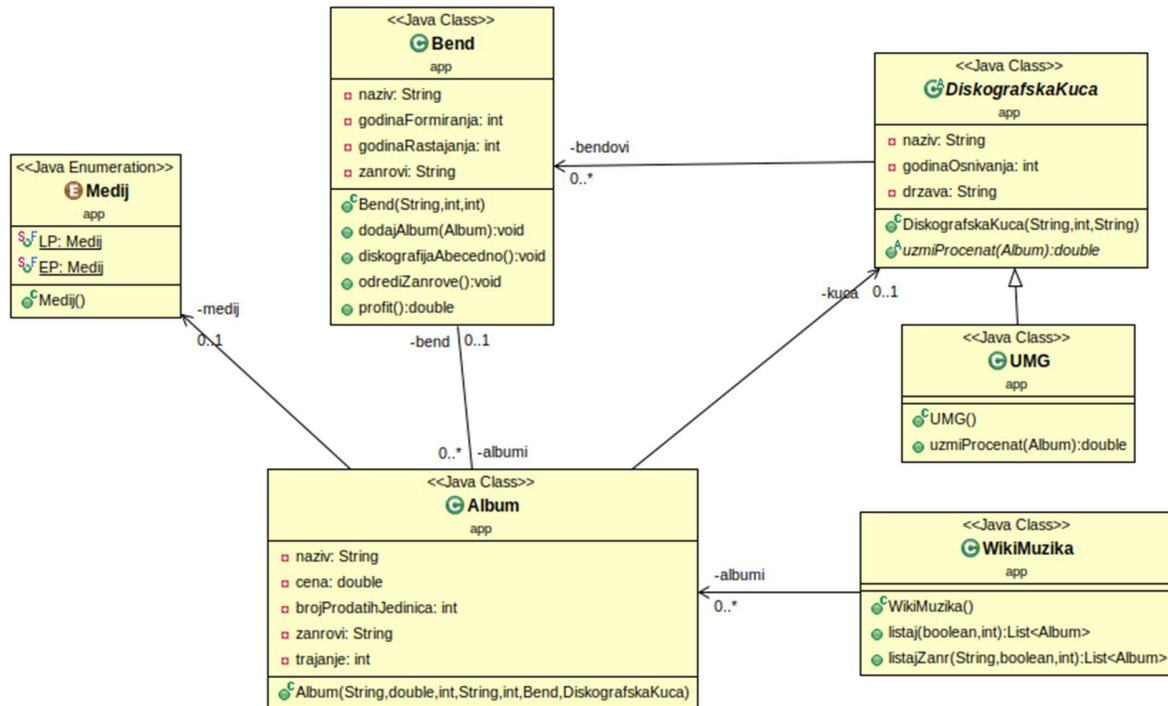 <<Java Class>>
Bend
app
naziv: String
godinaFormiranja: int
godinaRastajanja: int
zanrovi: String
Bend(String,int,int)
dodajAlbum(Album):void
diskografijaAbecedno():void
odrediZanrove():void
profit():double
<<Java Class>>
DiskografskaKuca
app
naziv: String
godinaOsnivanja: int
drzava: String
DiskografskaKuca(String,int,String)
uzmiProcenat(Album):double
-bendovi
0..*
<<Java Enumeration>>
Medij
app
LP: Medij
EP: Medij
Medij()
-medij
0..1
-bend
0..1
-kuca
0..1
<<Java Class>>
UMG
app
UMG()
uzmiProcenat(Album):double
0..*
-albumi
<<Java Class>>
Album
app
naziv: String
cena: double
brojProdatihJedinica: int
zanrovi: String
trajanje: int
Album(String,double,int,String,int,Bend,DiskografskaKuca)
-albumi
0..*
<<Java Class>>
WikiMuzika
app
WikiMuzika()
listaj(boolean,int):List<Album>
listajZanr(String,boolean,int):List<Album>